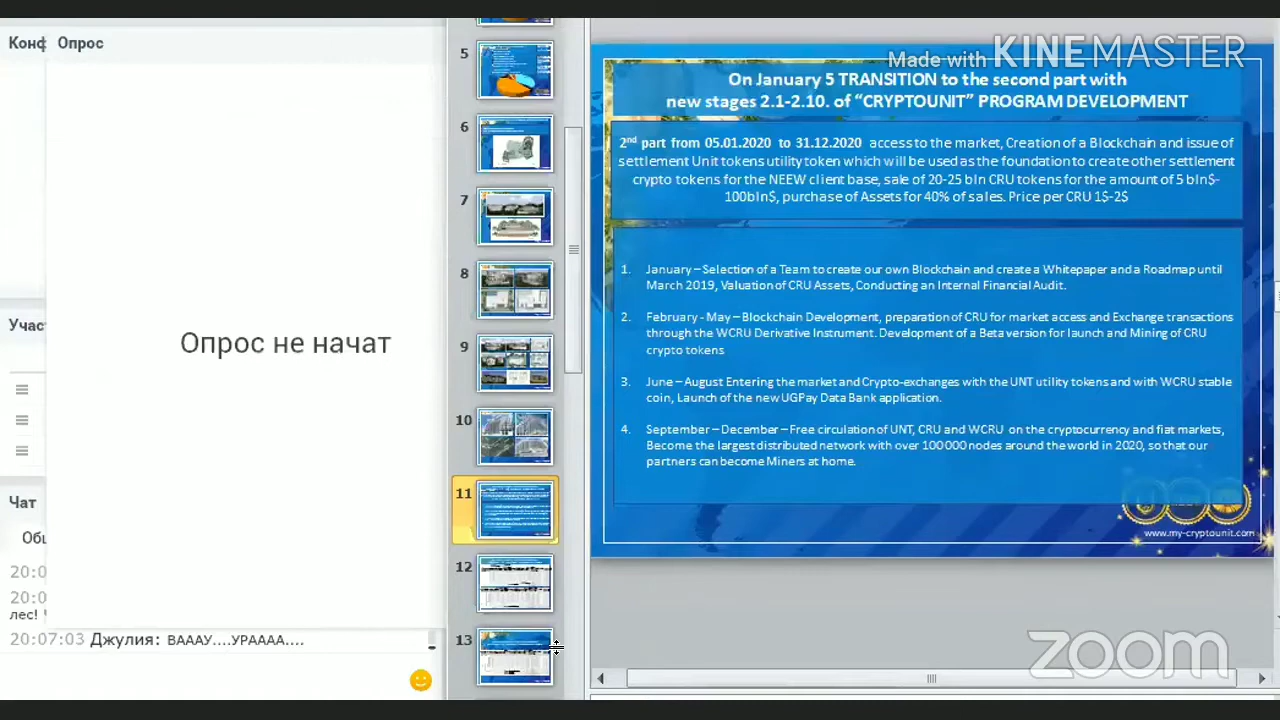 Конф Опрос
Опрос не начат
Участ
Чат
Общ
20:0
20:0
лес! Ч
20:07:03 Джулия: ВАААУ....УРАААА....
5
6
7
8
9
10
11
12
13
Made with KINEMASTER
On January 5 TRANSITION to the second part with
new stages 2.1-2.10. of “CRYPTOUNIT” PROGRAM DEVELOPMENT
2nd part from 05.01.2020 to 31.12.2020 access to the market, Creation of a Blockchain and issue of
settlement Unit tokens utility token which will be used as the foundation to create other settlement
crypto tokens for the NEEW client base, sale of 20-25 bln CRU tokens for the amount of 5 bln$-
100bln$, purchase of Assets for 40% of sales. Price per CRU 1$-2$
1. January – Selection of a Team to create our own Blockchain and create a Whitepaper and a Roadmap until
March 2019, Valuation of CRU Assets, Conducting an Internal Financial Audit.
2. February - May – Blockchain Development, preparation of CRU for market access and Exchange transactions
through the WCRU Derivative Instrument. Development of a Beta version for launch and Mining of CRU
crypto tokens
3. June – August Entering the market and Crypto-exchanges with the UNT utility tokens and with WCRU stable
coin, Launch of the new UGPay Data Bank application.
4. September – December – Free circulation of UNT, CRU and WCRU on the cryptocurrency and fiat markets,
Become the largest distributed network with over 100 000 nodes around the world in 2020, so that our
partners can become Miners at home.
www.my-cryptounit.com
zoom